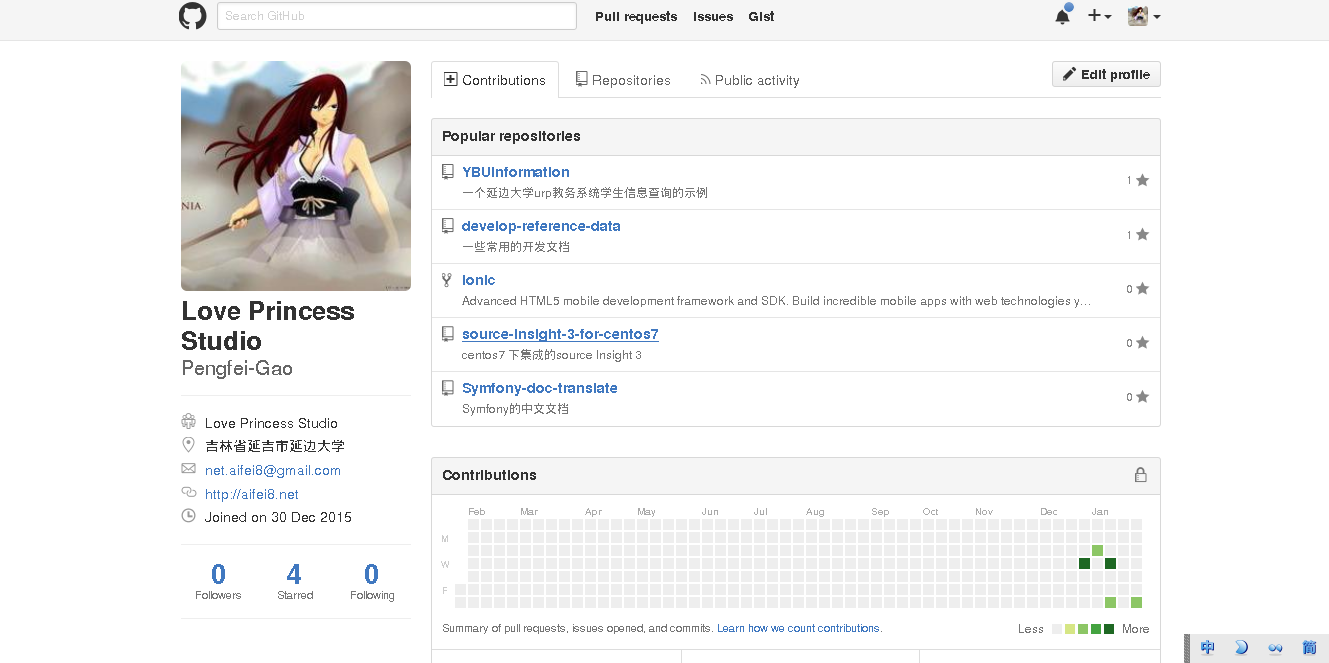 Search GitHub
Pull requests Issues Gist
Contributions Repositories Public activity
Edit profile
NIA
Love Princess
Studio
Pengfei-Gao
Love Princess Studio
吉林省延吉市延边大学
net.aifei8@gmail.com
http://aifei8.net
Joined on 30 Dec 2015
0 4 0
Followers Starred Following
Popular repositories
YBUInformation
一个延边大学urp教务系统学生信息查询的示例
1
develop-reference-data
一些常用的开发文档
1
ionic
Advanced HTML5 mobile development framework and SDK. Build incredible mobile apps with web technologies y…
0
source-insight-3-for-centos7
centos7 下集成的source Insight 3
0
Symfony-doc-translate
Symfony的中文文档
0
Contributions
Feb Mar Apr May Jun Jul Aug Sep Oct Nov Dec Jan
M
W
F
Summary of pull requests, issues opened, and commits. Learn how we count contributions.
Less More
中 简